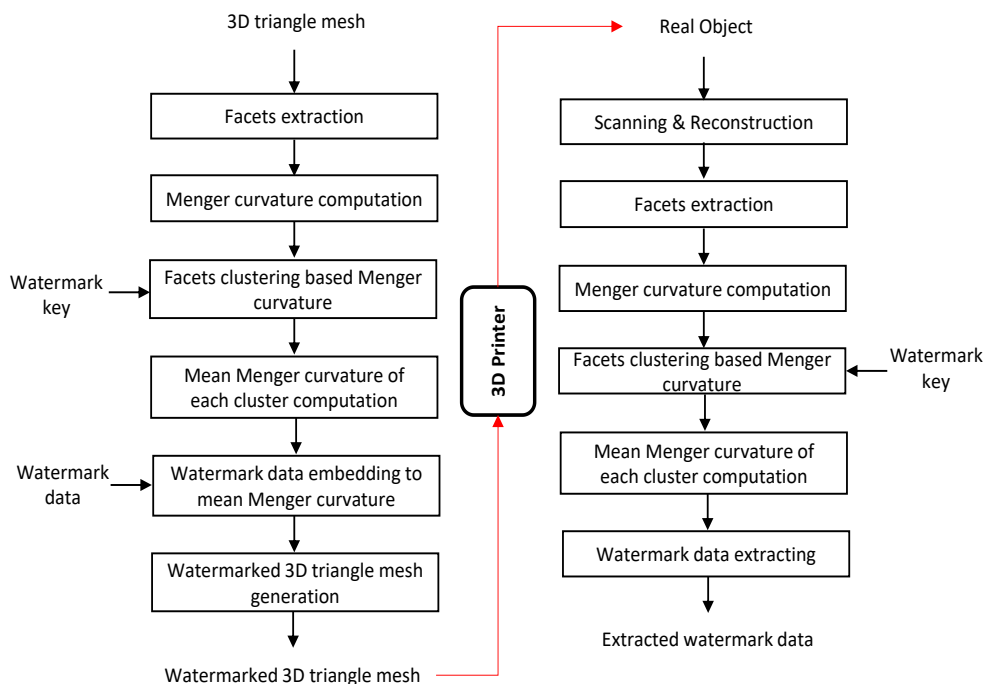 3D triangle mesh
Facets extraction
Menger curvature computation
Watermark
key
Facets clustering based Menger
curvature
Mean Menger curvature of
each cluster computation
Watermark
data
Watermark data embedding to
mean Menger curvature
Watermarked 3D triangle mesh
generation
Watermarked 3D triangle mesh
3D Printer
Real Object
Scanning & Reconstruction
Facets extraction
Menger curvature computation
Facets clustering based Menger
curvature
Watermark
key
Mean Menger curvature of
each cluster computation
Watermark data extracting
Extracted watermark data